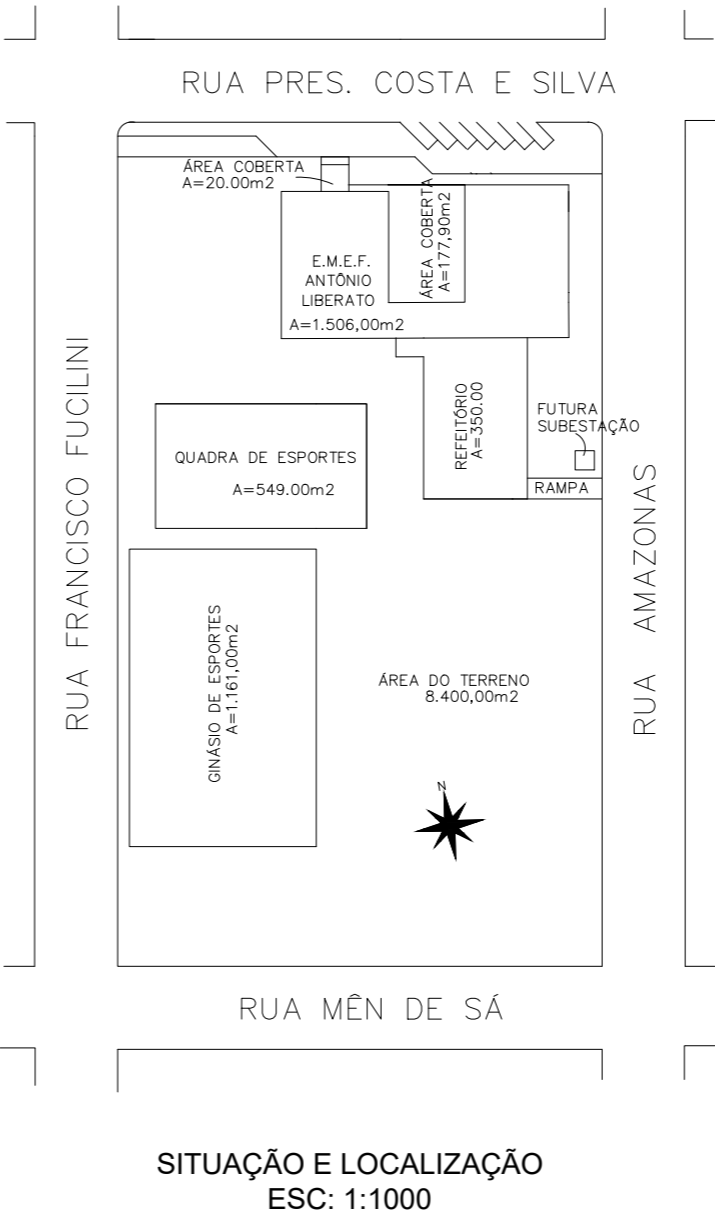 RUA PRES. COSTA E SILVA
ÁREA COBERTA
A=20.00m2
ÁREA COBERTA
A=177,90m2
E.M.E.F.
ANTÔNIO
LIBERATO
A=1.506,00m2
RUA FRANCISCO FUCILINI
REFEITÓRIO
A=350.00
FUTURA
SUBESTAÇÃO
QUADRA DE ESPORTES
A=549.00m2
RAMPA
RUA AMAZONAS
GINÁSIO DE ESPORTES
A=1.161,00m2
ÁREA DO TERRENO
8.400,00m2
N
RUA MÊN DE SÁ
SITUAÇÃO E LOCALIZAÇÃO
ESC: 1:1000